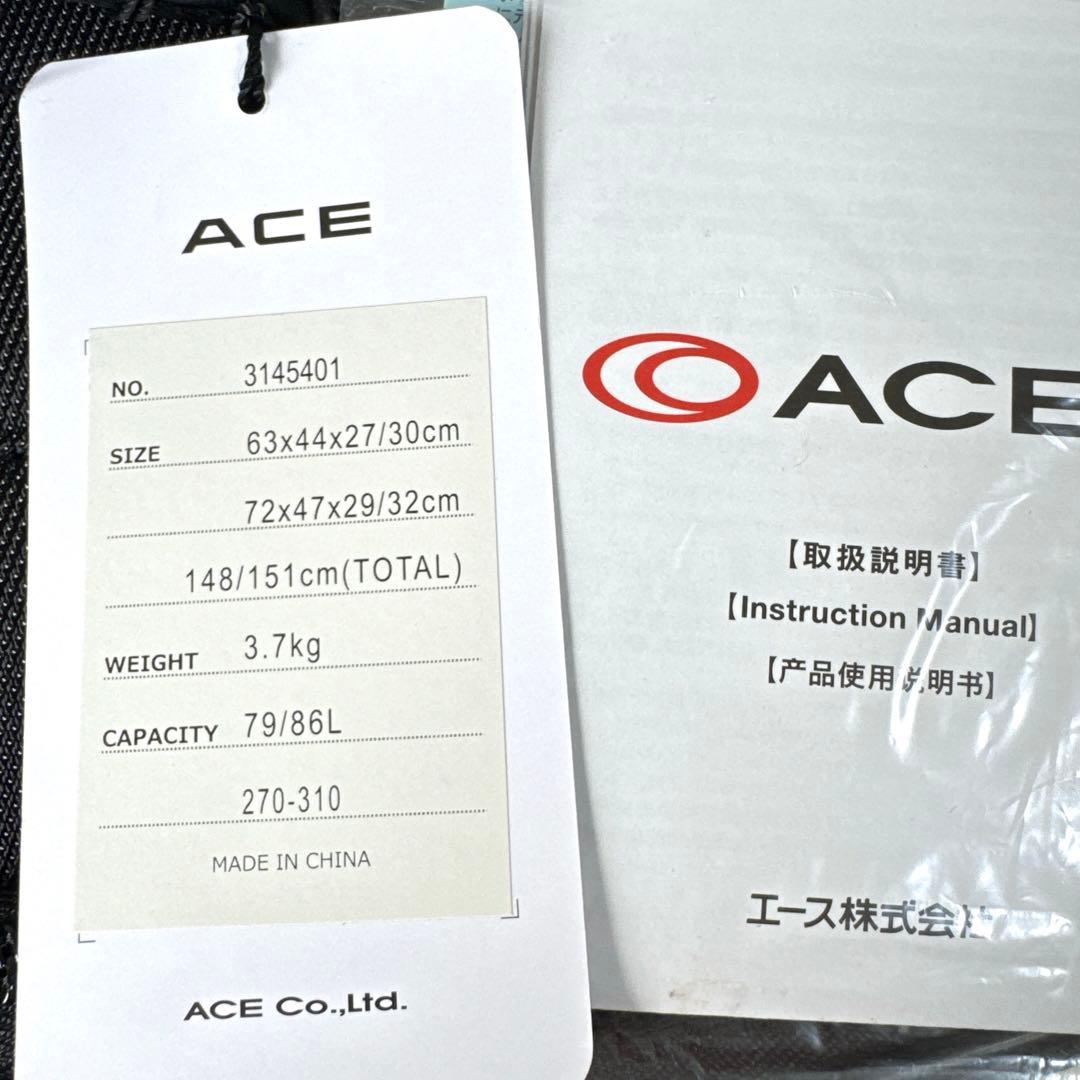 ACE
NO. 3145401
SIZE 63x44x27/30cm
72x47x29/32cm
148/151cm(TOTAL)
WEIGHT 3.7kg
CAPACITY 79/86L
270-310
MADE IN CHINA
ACE Co.,Ltd.
ACE
【取扱説明書】
【Instruction Manual】
【产品使用说明书】
エース株式会社